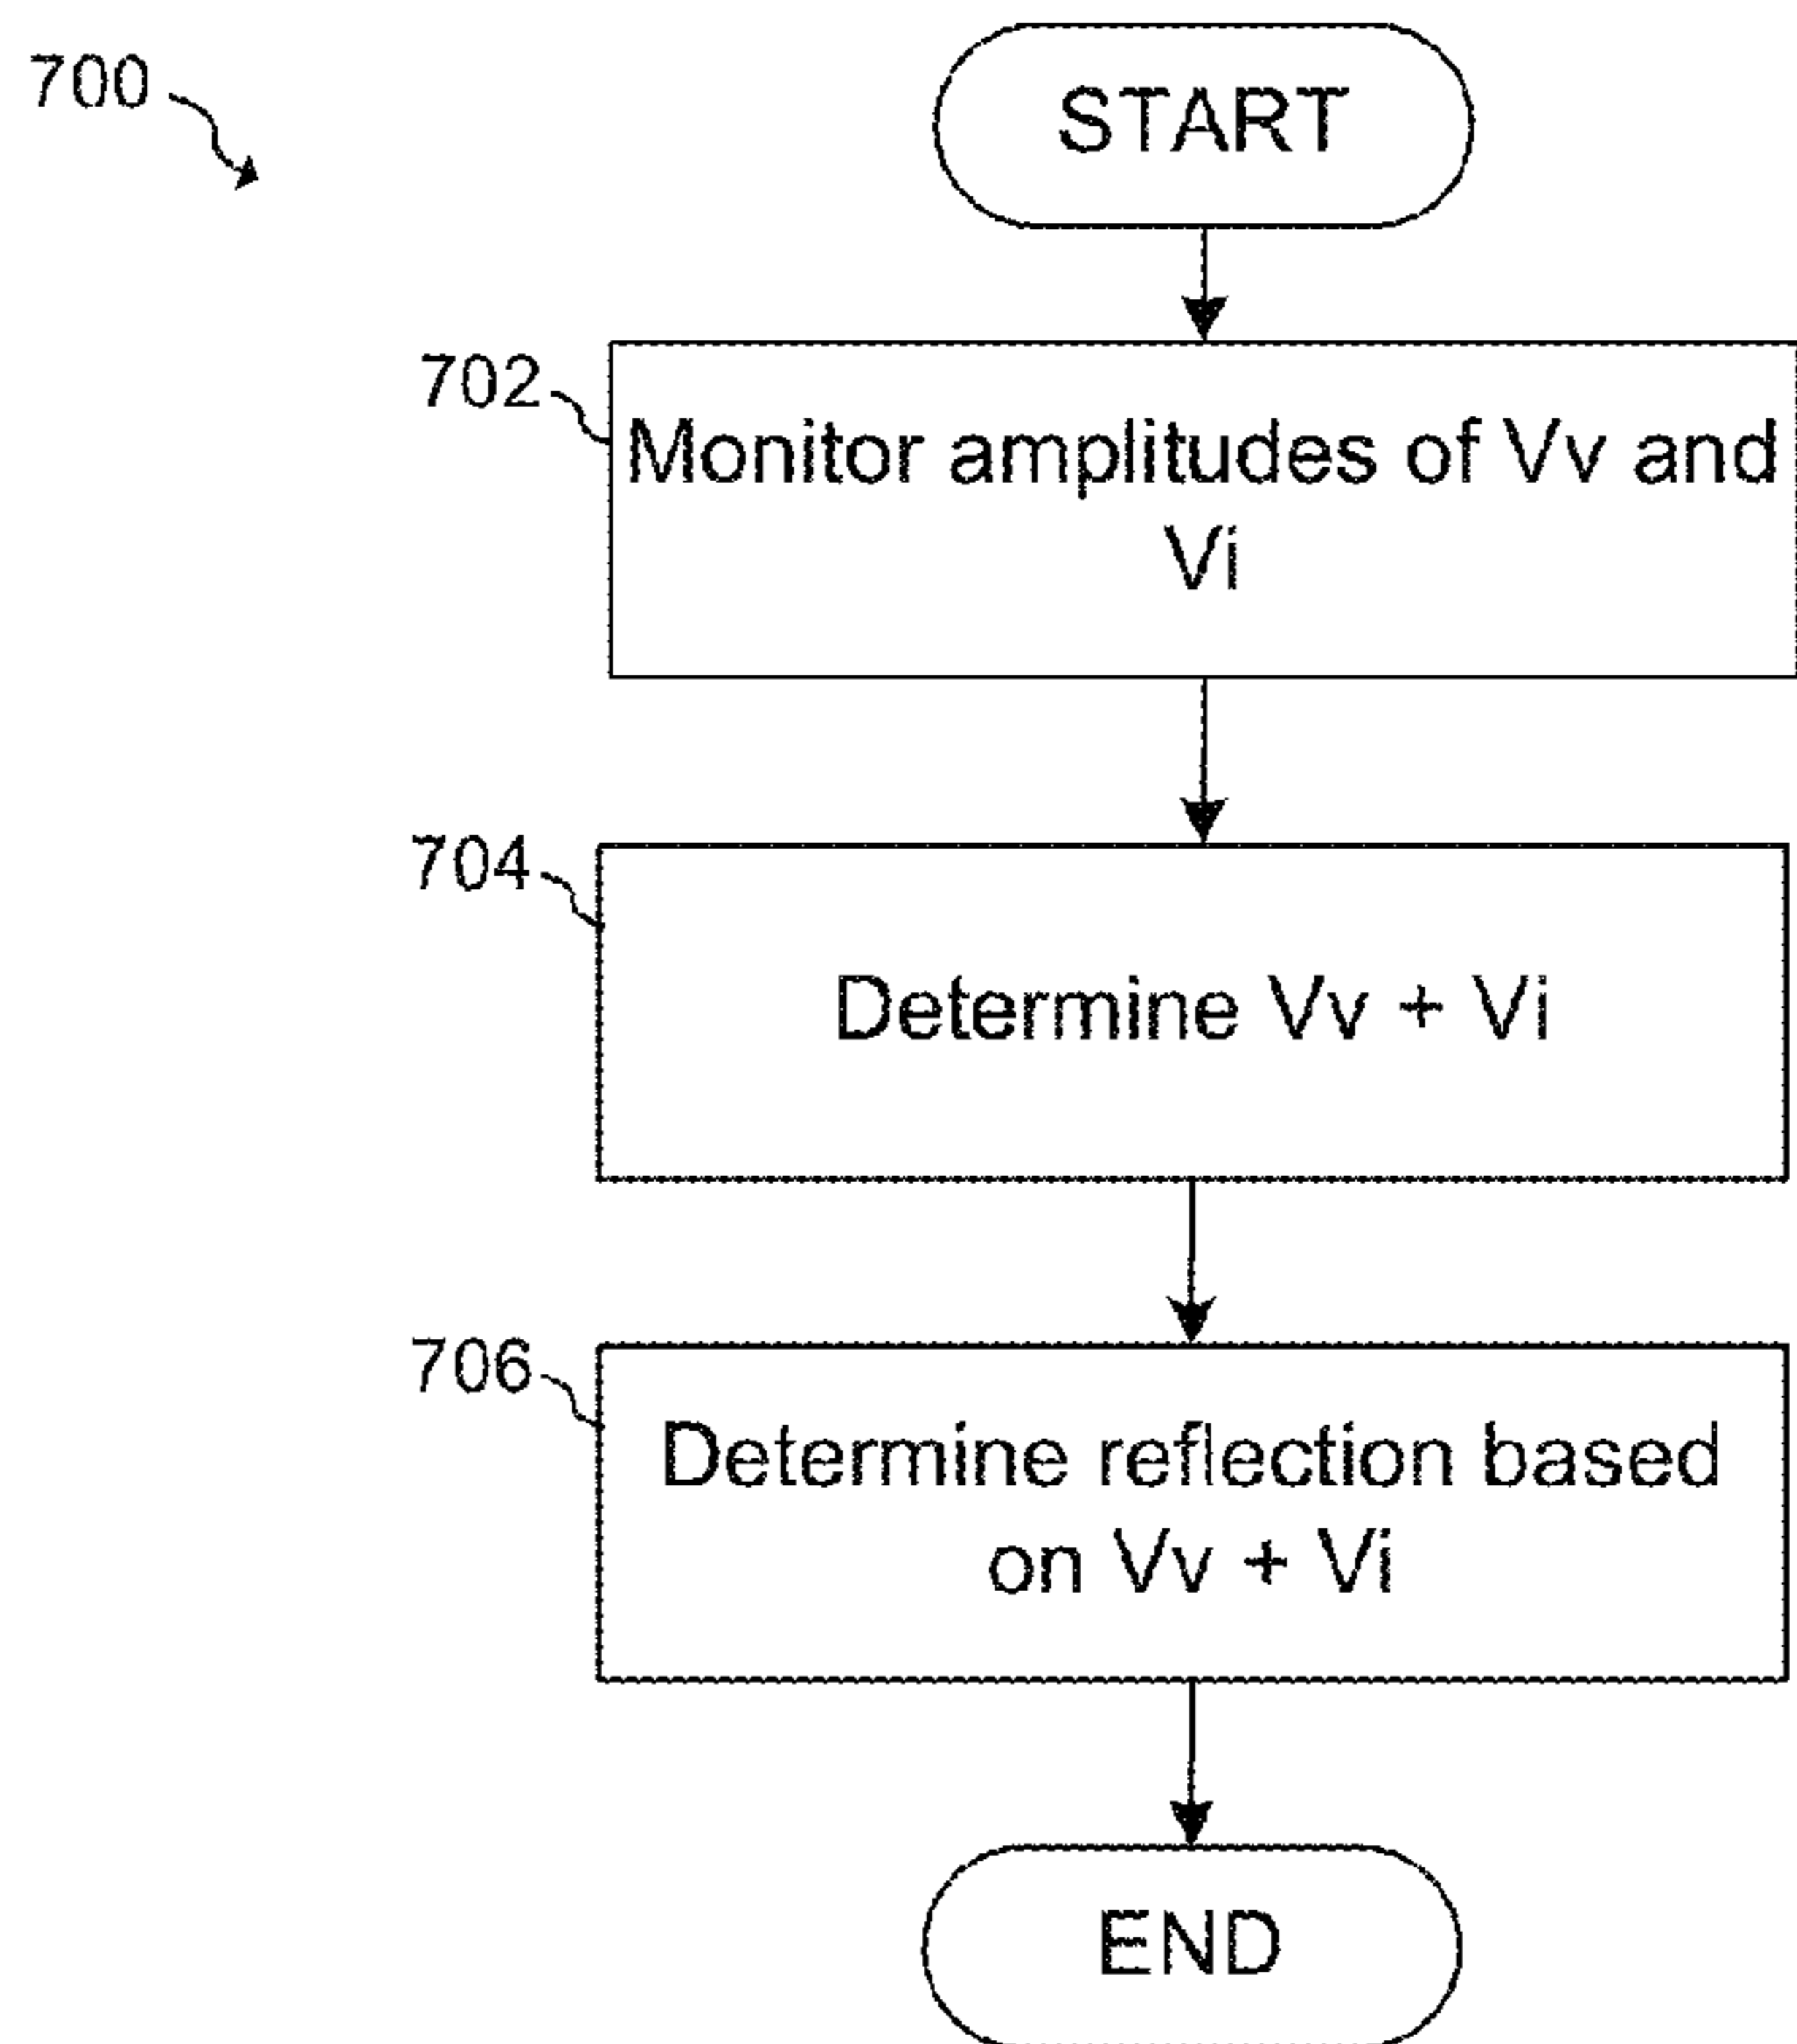 700
START
702
Monitor amplitudes of Vv and
Vi
704
Determine Vv + Vi
706
Determine reflection based
on Vv + Vi
END